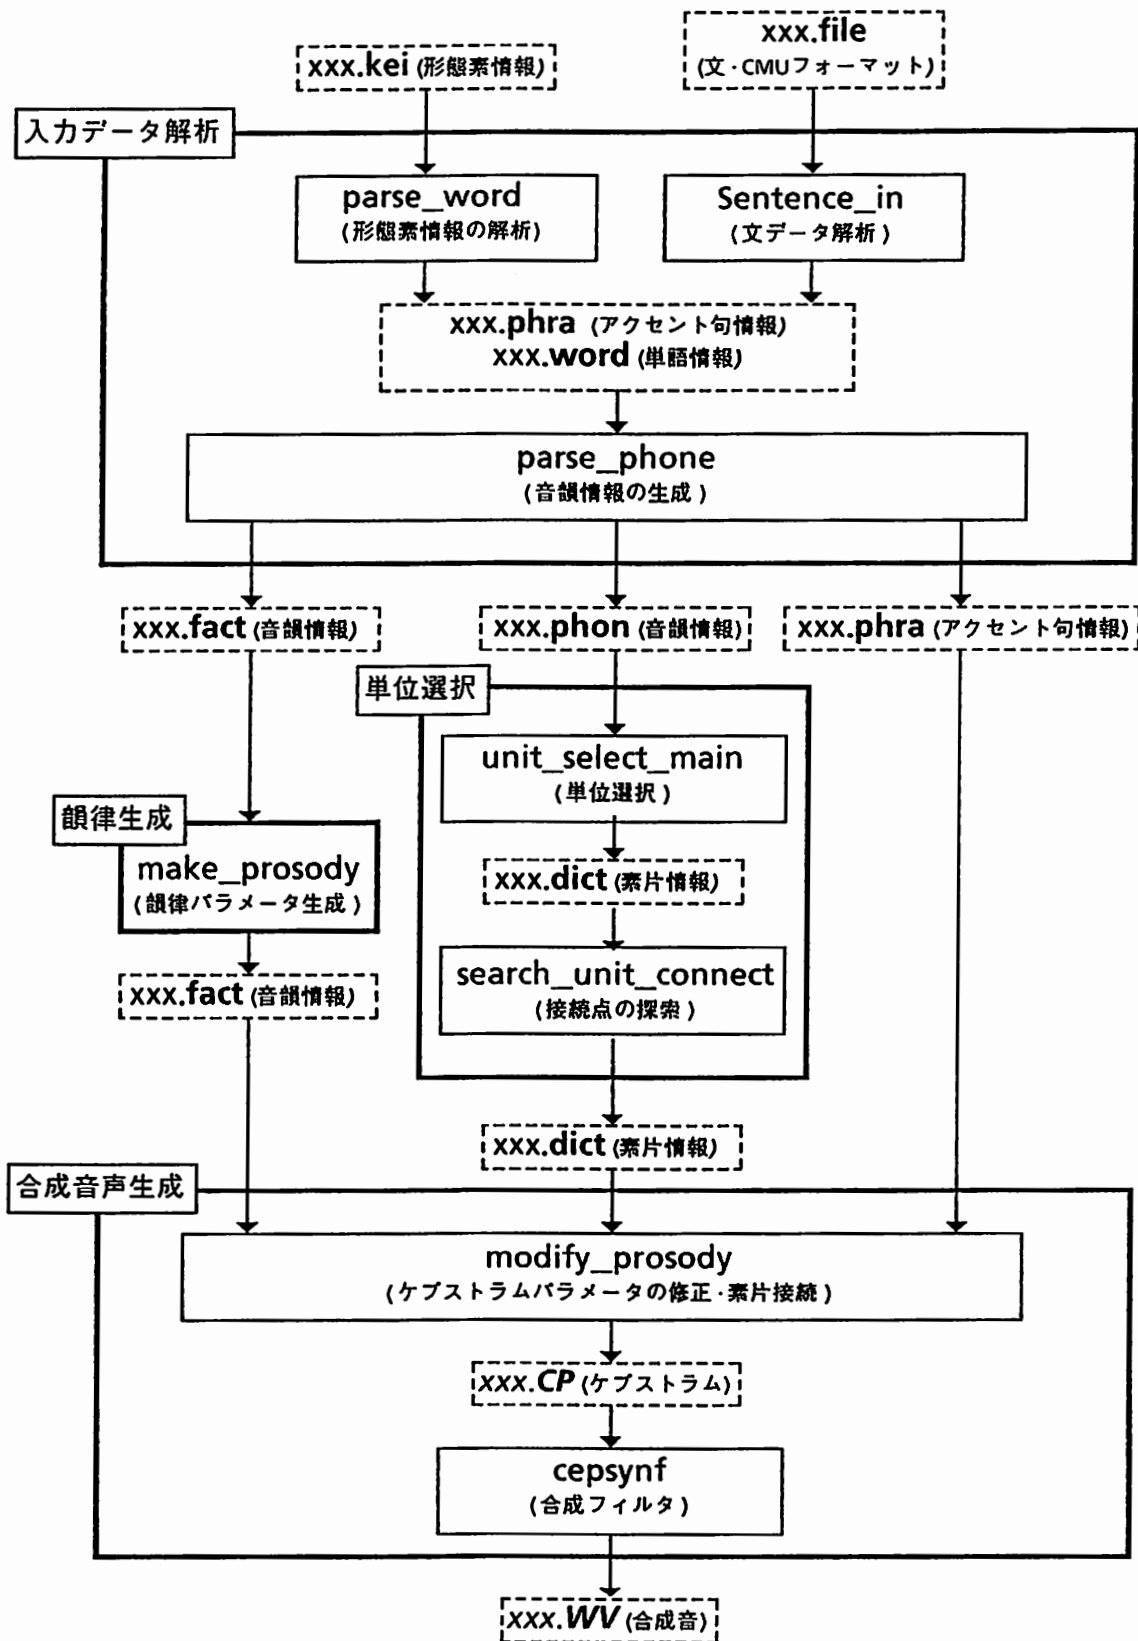 xxx.file
(文·CMUフォーマット)
xxx.kei (形態素情報)
入力データ解析
parse_word
(形態素情報の解析)
Sentence_in
(文データ解析)
xxx.phra (アクセント句情報)
xxx.word (単語情報)
parse_phone
(音韻情報の生成)
xxx.fact (音韻情報)
xxx.phon (音韻情報)
xxx.phra (アクセント句情報)
単位選択
unit_select_main
(単位選択)
韻律生成
make_prosody
(韻律パラメータ生成)
xxx.dict (素片情報)
search_unit_connect
(接続点の探索)
xxx.fact (音韻情報)
xxx.dict (素片情報)
合成音声生成
modify_prosody
(ケプストラムパラメータの修正·素片接続)
xxx.CP (ケプストラム)
cepsynf
(合成フィルタ)
xxx.WV (合成音)